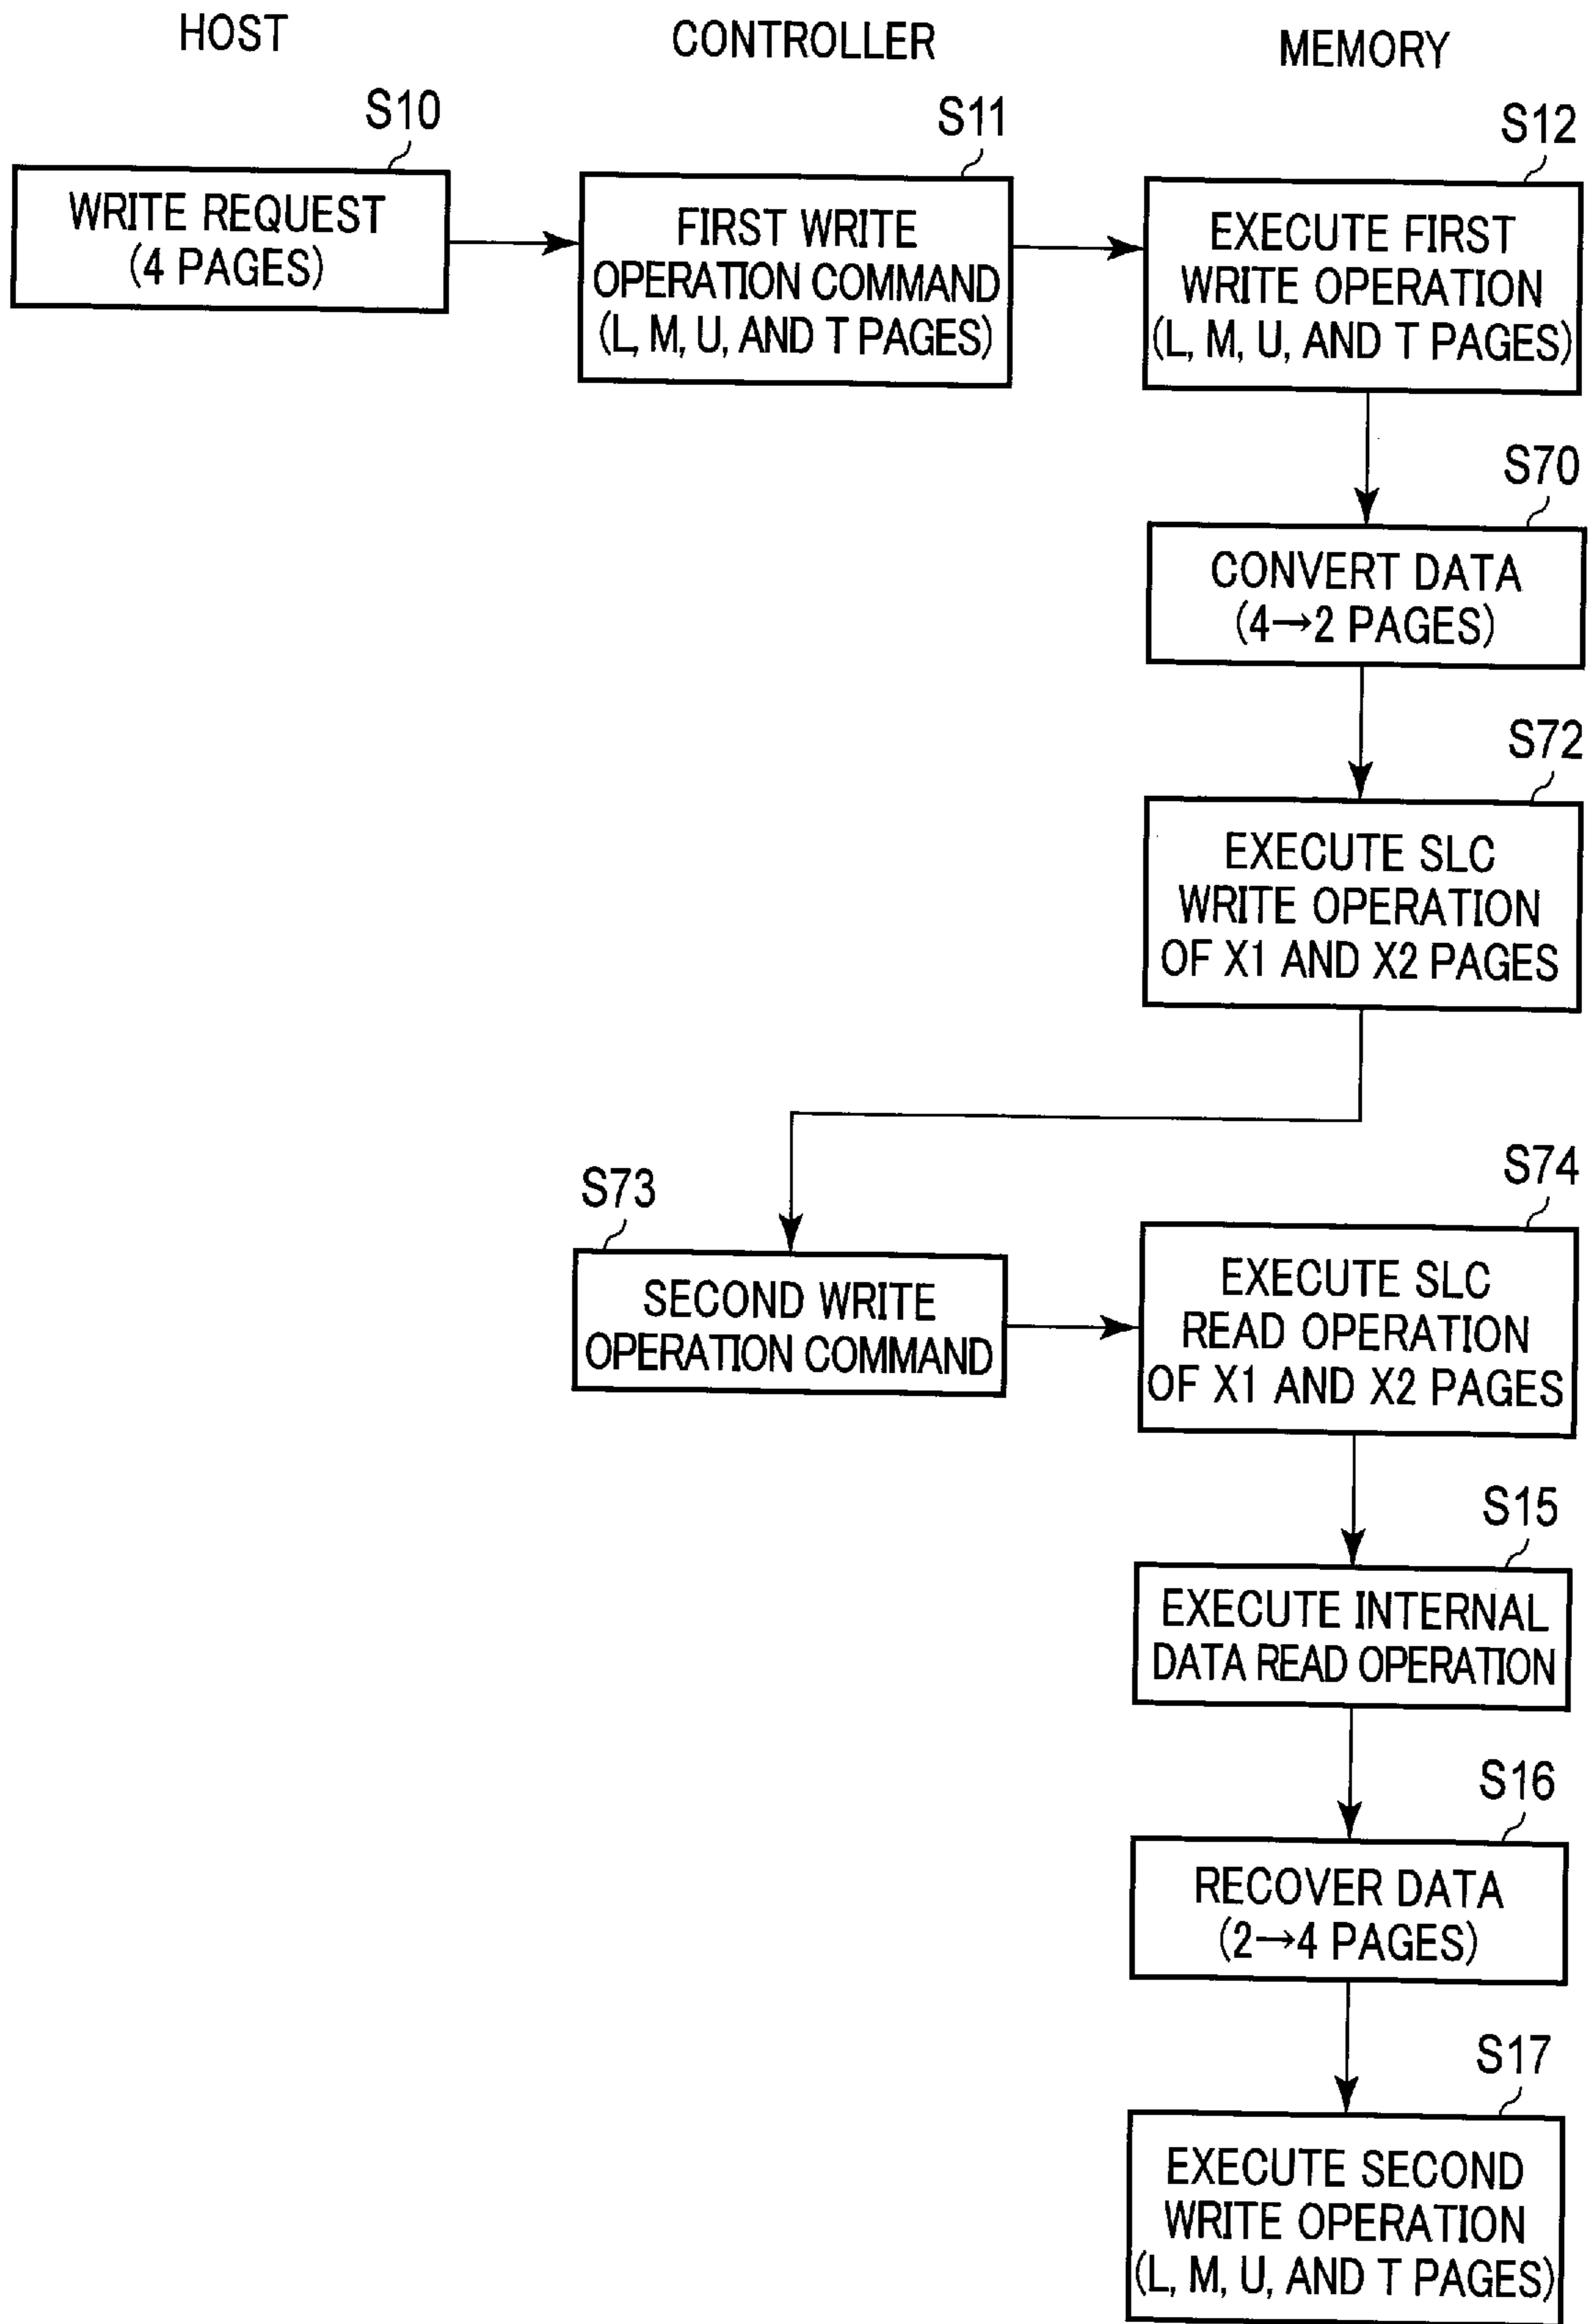 HOST
CONTROLLER
MEMORY
S10
WRITE REQUEST
(4 PAGES)
S11
FIRST WRITE
OPERATION COMMAND
(L, M, U, AND T PAGES)
S12
EXECUTE FIRST
WRITE OPERATION
(L, M, U, AND T PAGES)
S70
CONVERT DATA
(4→2 PAGES)
S72
EXECUTE SLC
WRITE OPERATION
OF X1 AND X2 PAGES
S73
SECOND WRITE
OPERATION COMMAND
S74
EXECUTE SLC
READ OPERATION
OF X1 AND X2 PAGES
S15
EXECUTE INTERNAL
DATA READ OPERATION
S16
RECOVER DATA
(2→4 PAGES)
S17
EXECUTE SECOND
WRITE OPERATION
(L, M, U, AND T PAGES)